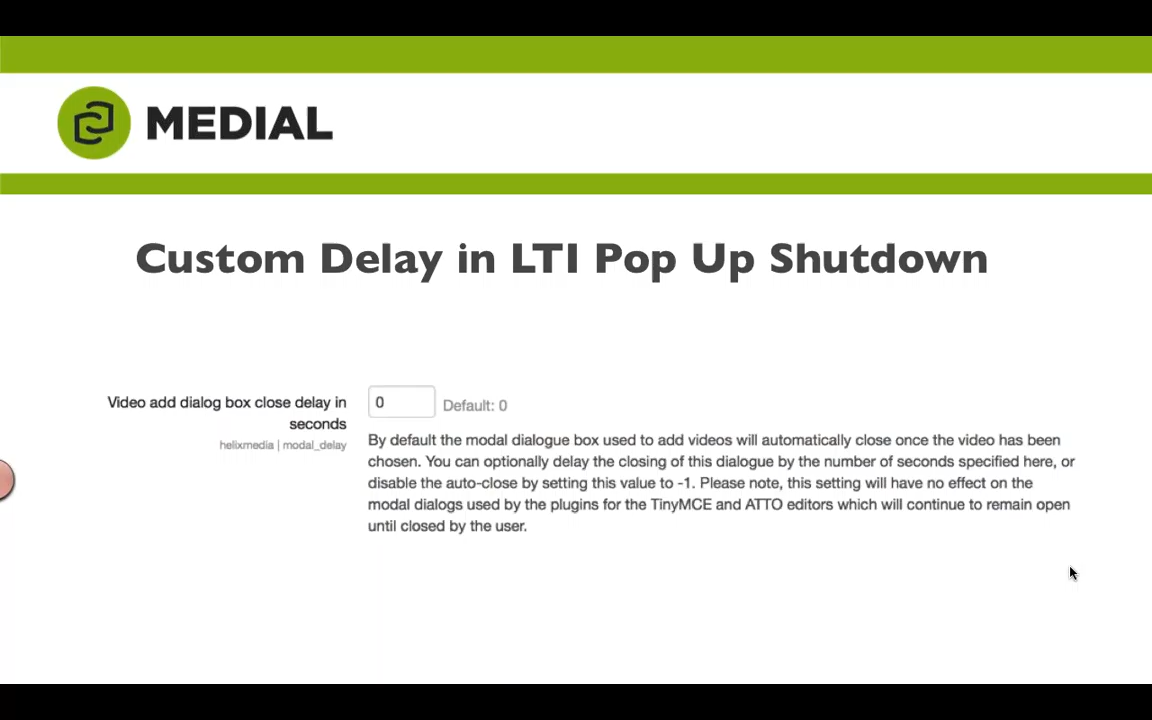 MEDIAL
Custom Delay in LTI Pop Up Shutdown
Video add dialog box close delay in
seconds
helixmedia | modal_delay
0
Default: 0
By default the modal dialogue box used to add videos will automatically close once the video has been
chosen. You can optionally delay the closing of this dialogue by the number of seconds specified here, or
disable the auto-close by setting this value to -1. Please note, this setting will have no effect on the
modal dialogs used by the plugins for the TinyMCE and ATTO editors which will continue to remain open
until closed by the user.